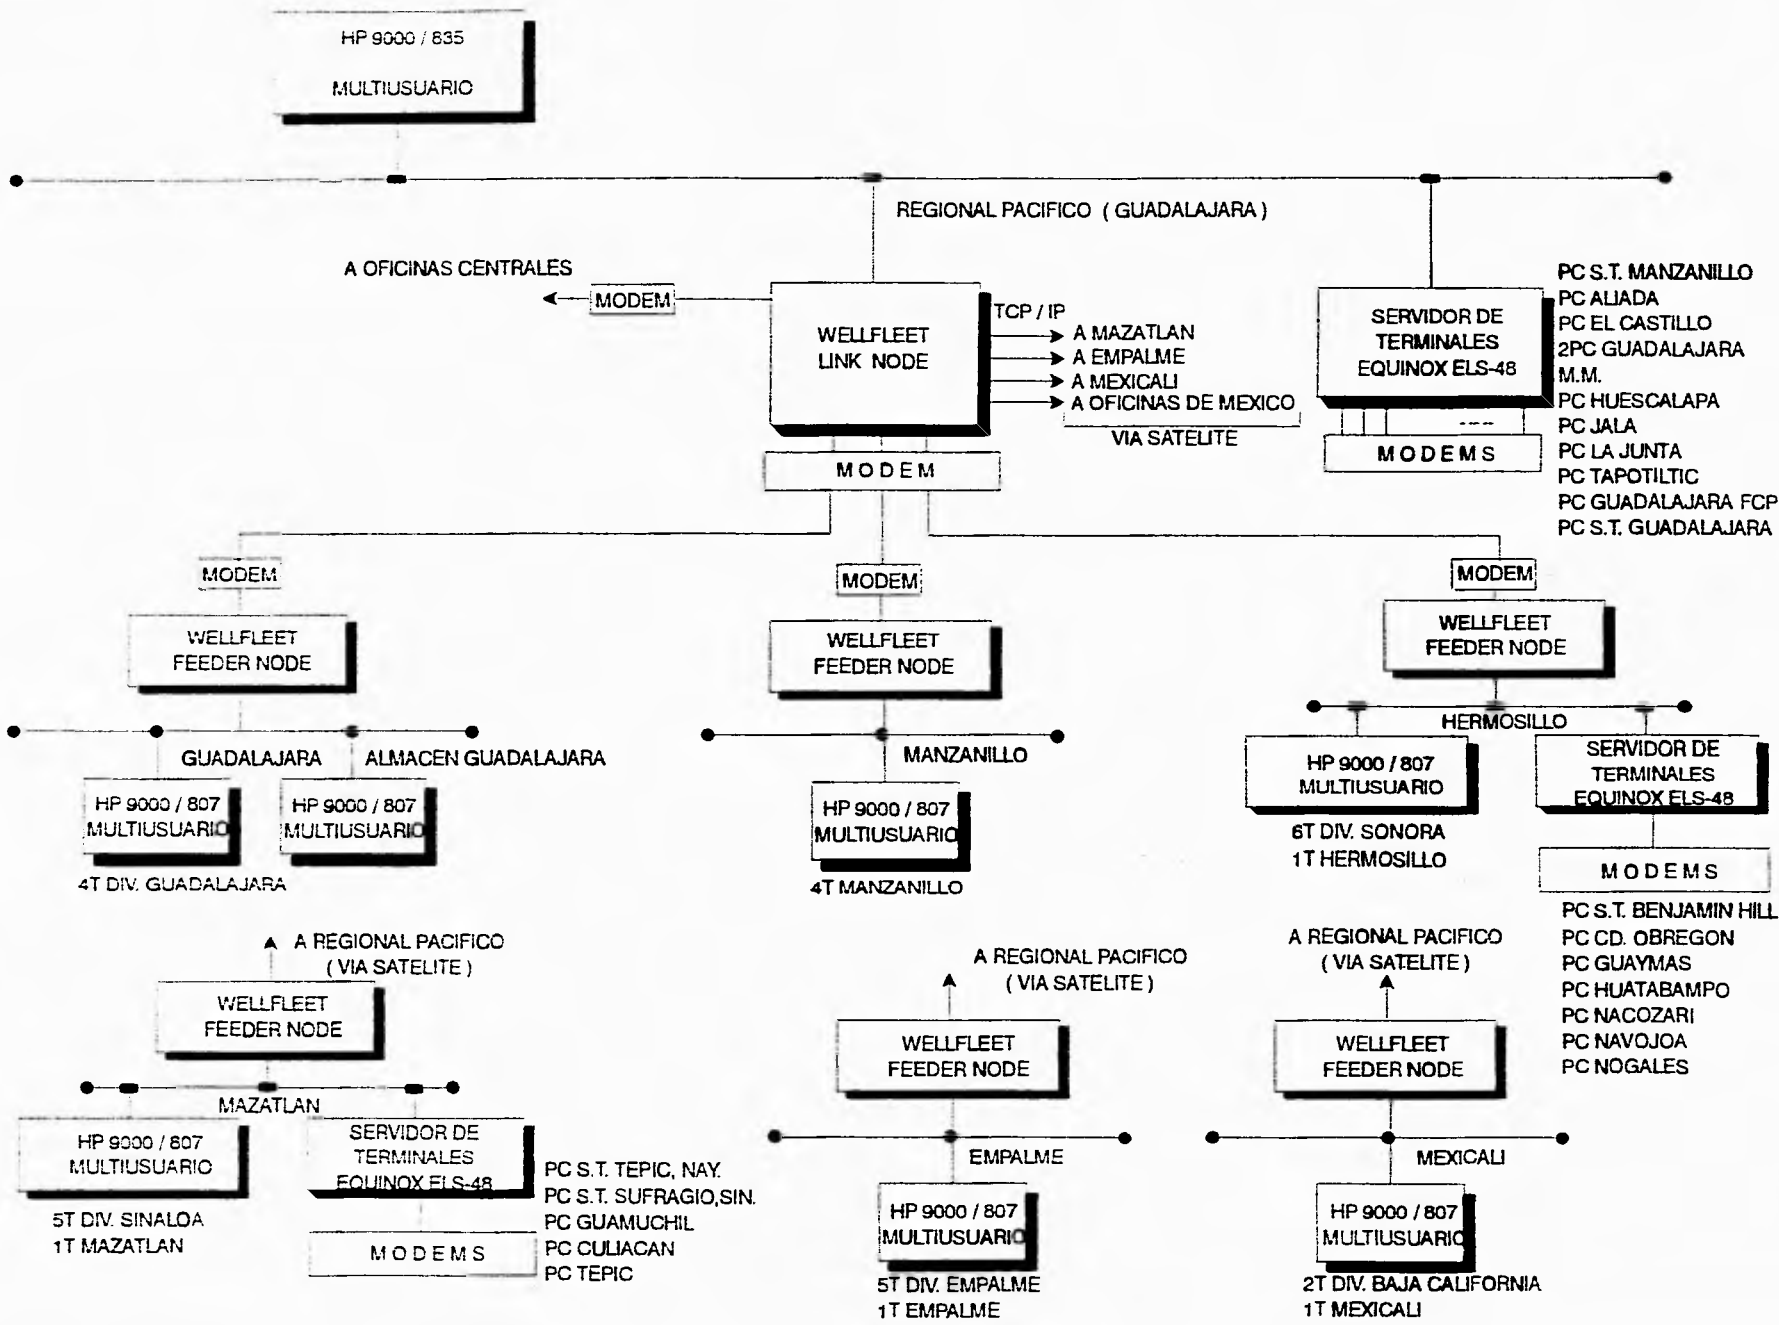 HP 9000 / 835
MULTIUSUARIO
REGIONAL PACIFICO ( GUADALAJARA )
A OFICINAS CENTRALES
MODEM
WELLFLEET
LINK NODE
TCP / IP
A MAZATLAN
A EMPALME
A MEXICALI
A OFICINAS DE MEXICO
VIA SATELITE
MODEM
SERVIDOR DE
TERMINALES
EQUINOX ELS-48
MODEMS
PC S.T. MANZANILLO
PC ALIADA
PC EL CASTILLO
2PC GUADALAJARA
M.M.
PC HUESCALAPA
PC JALA
PC LA JUNTA
PC TAPOTILTIC
PC GUADALAJARA FCP
PC S.T. GUADALAJARA
MODEM
WELLFLEET
FEEDER NODE
GUADALAJARA
ALMACEN GUADALAJARA
HP 9000 / 807
MULTIUSUARIO
HP 9000 / 807
MULTIUSUARIO
4T DIV. GUADALAJARA
MODEM
WELLFLEET
FEEDER NODE
MANZANILLO
HP 9000 / 807
MULTIUSUARIO
4T MANZANILLO
MODEM
WELLFLEET
FEEDER NODE
HERMOSILLO
HP 9000 / 807
MULTIUSUARIO
6T DIV. SONORA
1T HERMOSILLO
SERVIDOR DE
TERMINALES
EQUINOX ELS-48
MODEMS
PC S.T. BENJAMIN HILL
PC CD. OBREGON
PC GUAYMAS
PC HUATABAMPO
PC NACOZARI
PC NAVOJOA
PC NOGALES
A REGIONAL PACIFICO
( VIA SATELITE )
WELLFLEET
FEEDER NODE
MAZATLAN
HP 9000 / 807
MULTIUSUARIO
5T DIV. SINALOA
1T MAZATLAN
SERVIDOR DE
TERMINALES
EQUINOX ELS-48
MODEMS
PC S.T. TEPIC, NAY.
PC S.T. SUFRAGIO,SIN.
PC GUAMUCHIL
PC CULIACAN
PC TEPIC
A REGIONAL PACIFICO
( VIA SATELITE )
WELLFLEET
FEEDER NODE
EMPALME
HP 9000 / 807
MULTIUSUARIO
5T DIV. EMPALME
1T EMPALME
A REGIONAL PACIFICO
( VIA SATELITE )
WELLFLEET
FEEDER NODE
MEXICALI
HP 9000 / 807
MULTIUSUARIO
2T DIV. BAJA CALIFORNIA
1T MEXICALI